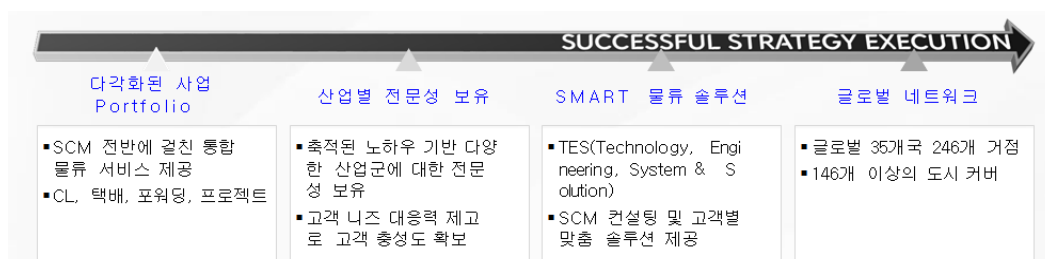 SUCCESSFUL STRATEGY EXECUTION
다각화된 사업
Portfolio
▪SCM 전반에 걸친 통합
물류 서비스 제공
▪CL, 택배, 포워딩, 프로젝트
산업별 전문성 보유
▪축적된 노하우 기반 다양
한 산업군에 대한 전문
성 보유
▪고객 니즈 대응력 제고
로 고객 충성도 확보
SMART 물류 솔루션
▪TES(Technology, Engi
neering, System & S
olution)
▪SCM 컨설팅 및 고객별
맞춤 솔루션 제공
글로벌 네트워크
▪글로벌 35개국 246개 거점
▪146개 이상의 도시 커버